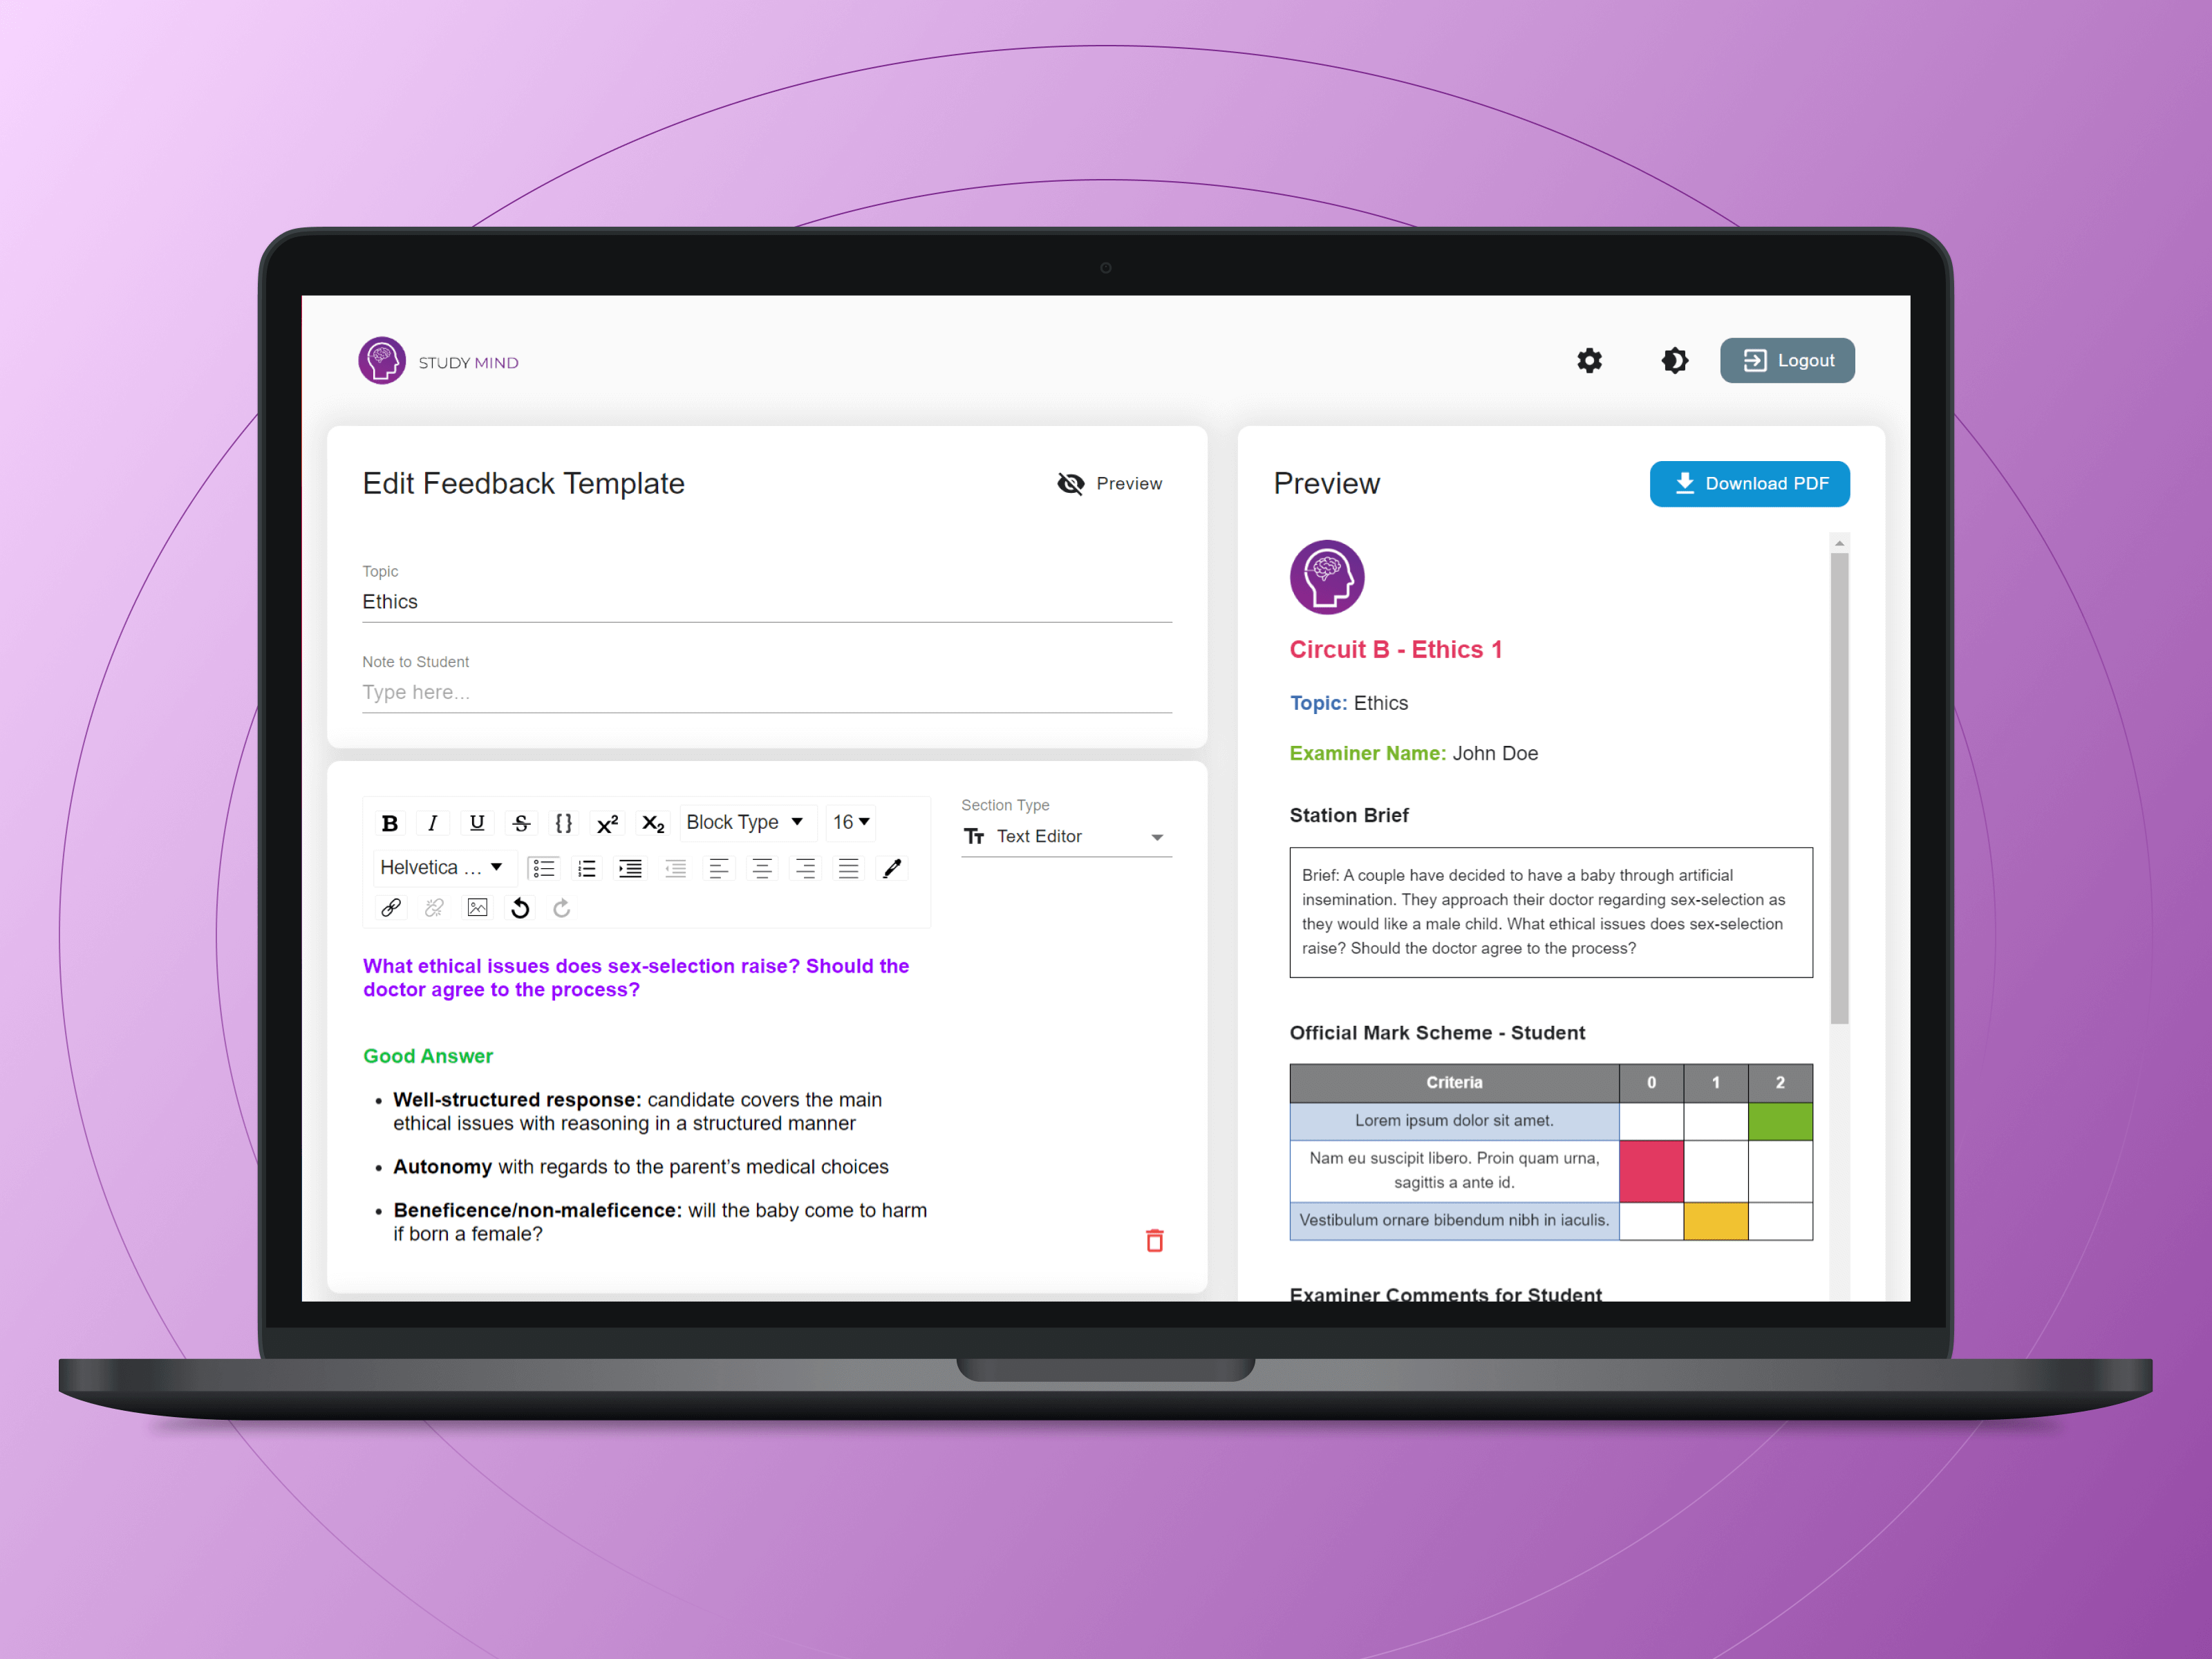 STUDY MIND
Logout
Edit Feedback Template
Preview
Topic
Ethics
Note to Student
Type here...
B I U S {} X² X₂ Block Type 16
Helvetica ...
Section Type
Text Editor
What ethical issues does sex-selection raise? Should the
doctor agree to the process?
Good Answer
• Well-structured response: candidate covers the main
ethical issues with reasoning in a structured manner
• Autonomy with regards to the parent’s medical choices
• Beneficence/non-maleficence: will the baby come to harm
if born a female?
Preview
Download PDF
Circuit B - Ethics 1
Topic: Ethics
Examiner Name: John Doe
Station Brief
Brief: A couple have decided to have a baby through artificial
insemination. They approach their doctor regarding sex-selection as
they would like a male child. What ethical issues does sex-selection
raise? Should the doctor agree to the process?
Official Mark Scheme - Student
Criteria 0 1 2
Lorem ipsum dolor sit amet.
Nam eu suscipit libero. Proin quam urna,
sagittis a ante id.
Vestibulum ornare bibendum nibh in iaculis.
Examiner Comments for Student